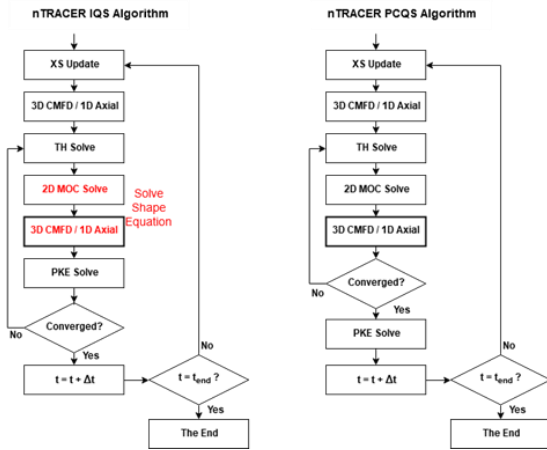 nTRACER IQS Algorithm
XS Update
3D CMFD / 1D Axial
TH Solve
2D MOC Solve
Solve
Shape
Equation
3D CMFD / 1D Axial
PKE Solve
Converged?
No
Yes
t = t + Δt
No
t = tend ?
Yes
The End
nTRACER PCQS Algorithm
XS Update
3D CMFD / 1D Axial
TH Solve
2D MOC Solve
3D CMFD / 1D Axial
Converged?
No
Yes
PKE Solve
t = t + Δt
No
t = tend ?
Yes
The End